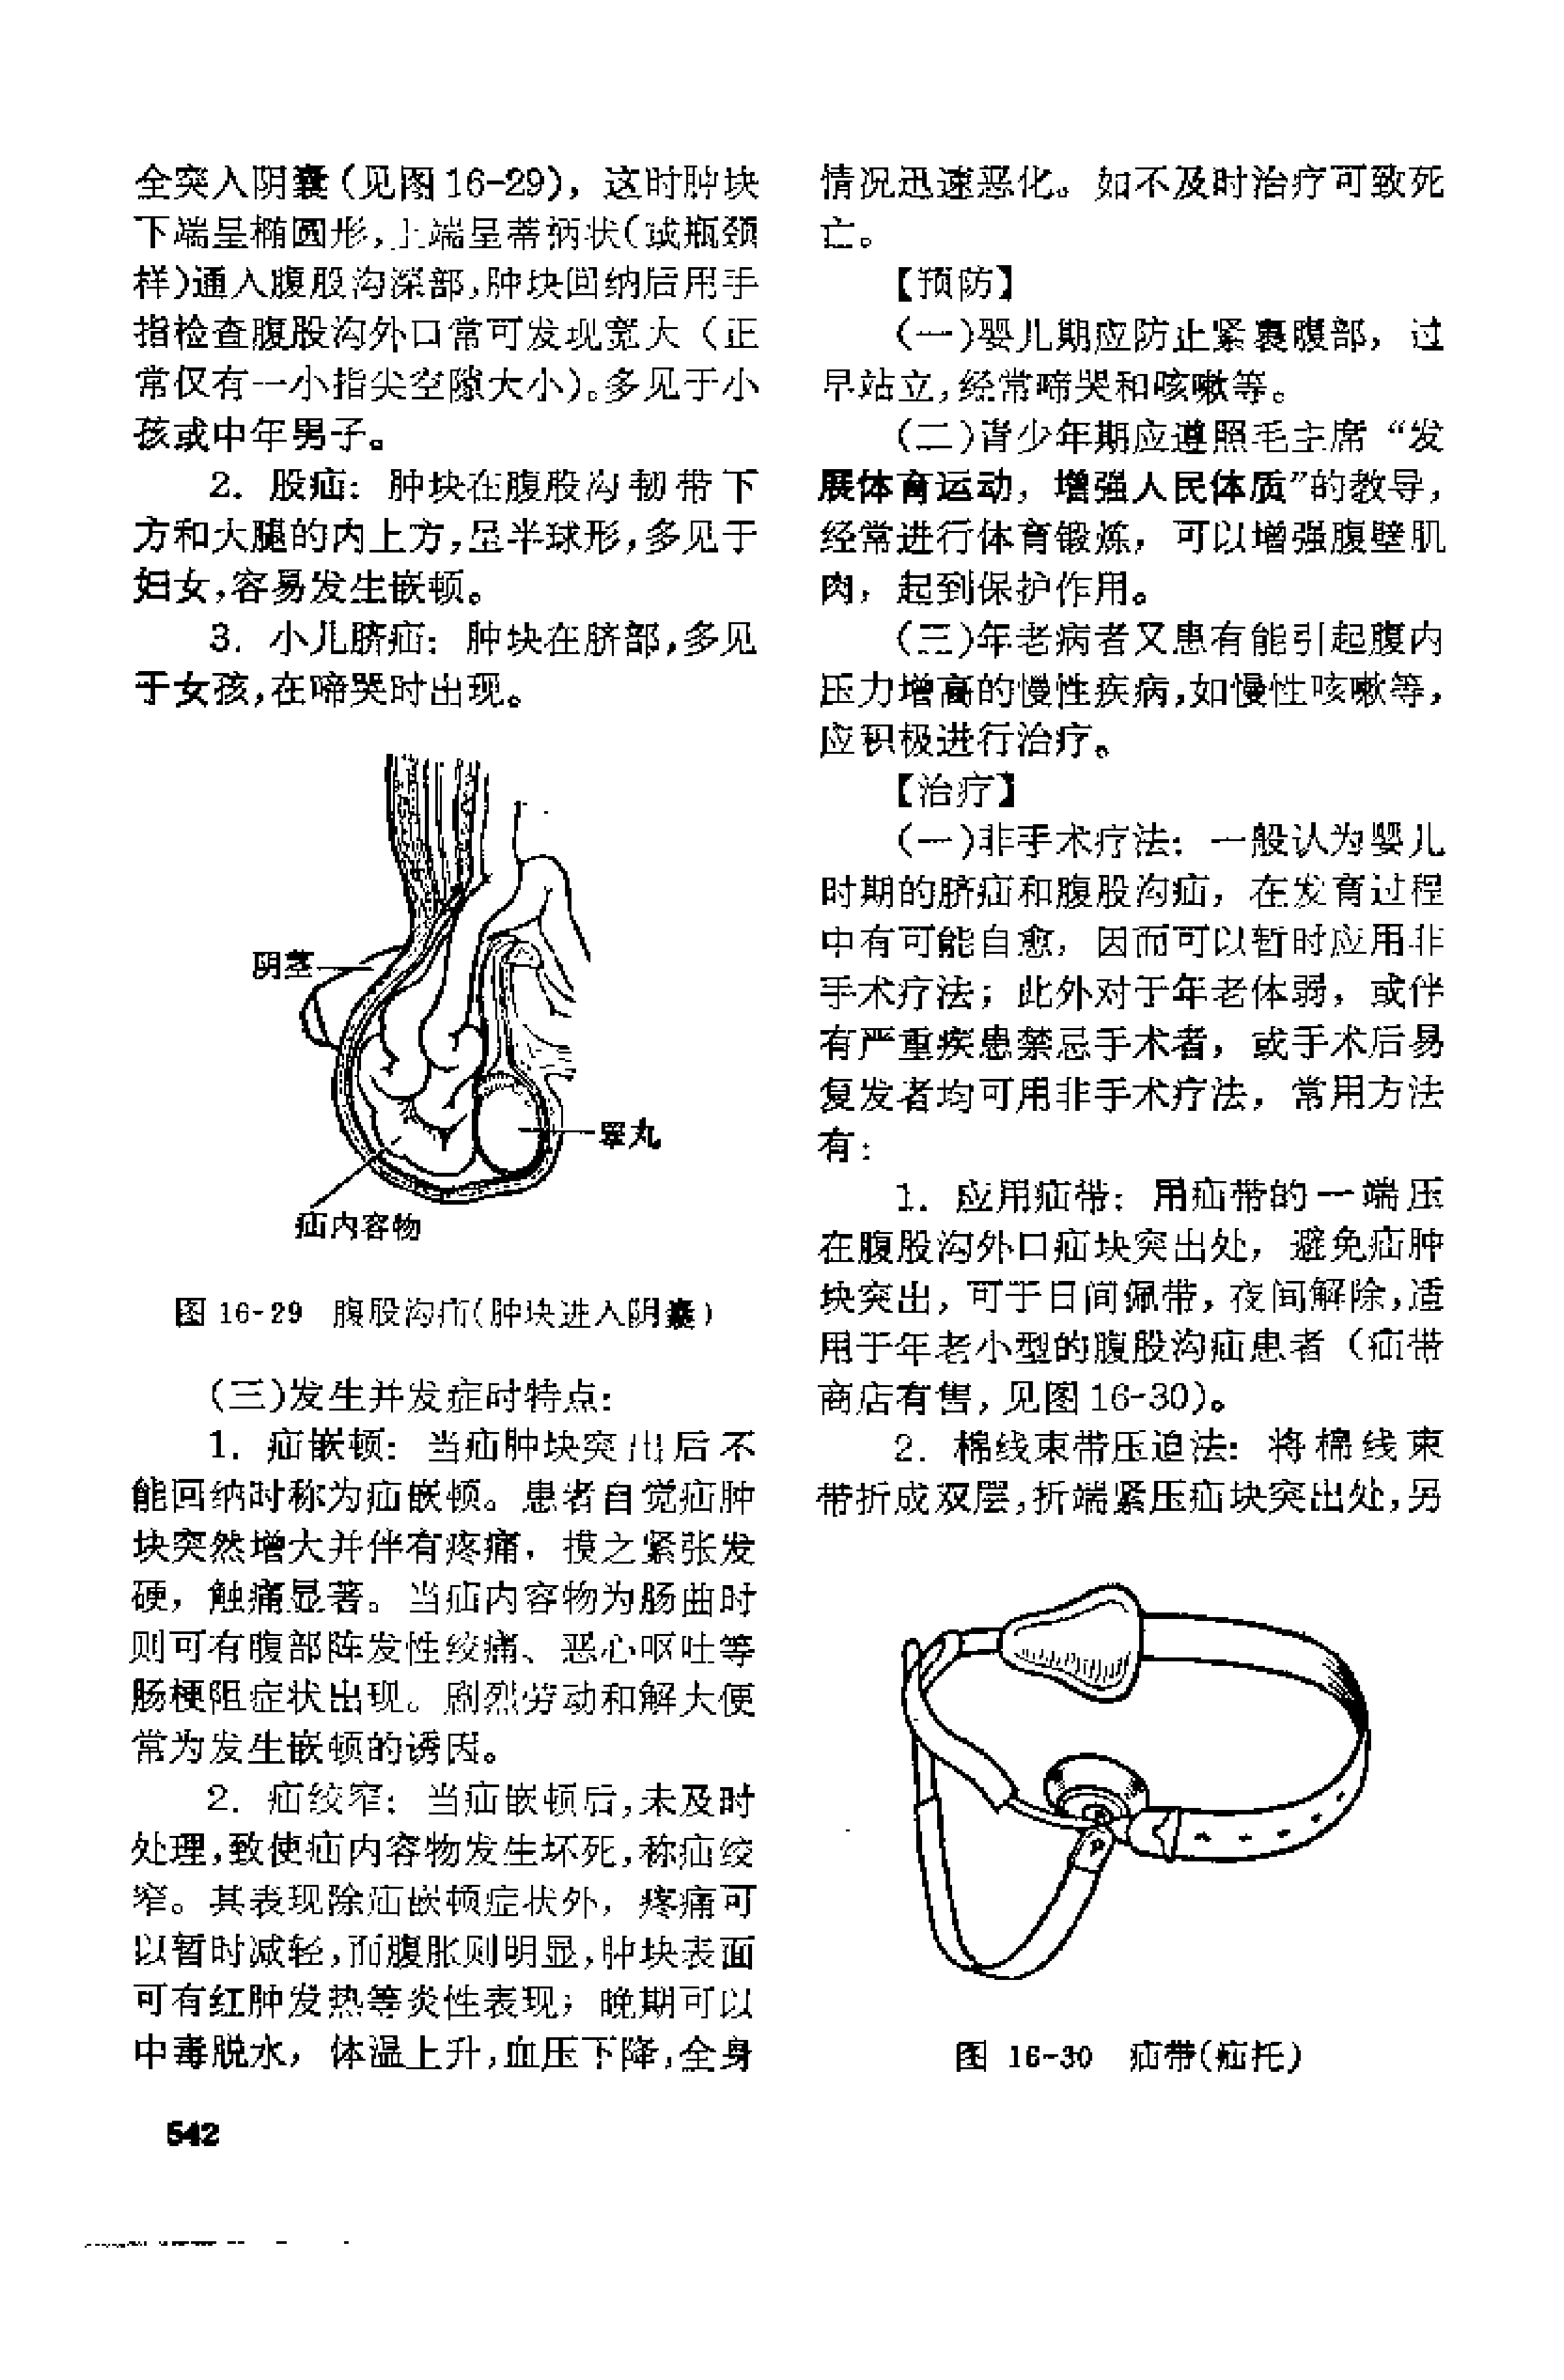 全突入阴囊(见图16-29)，这时肿块
下端呈椭圆形,上端呈蒂柄状(或瓶颈
样)通入腹股沟深部,肿块回纳后用手
指检查腹股沟外口常可发现宽大（正
常仅有一小指尖空隙大小)。多见于小
孩或中年男子。
2. 股疝: 肿块在腹股沟韧带下
方和大腿的内上方,呈半球形,多见于
妇女,容易发生嵌顿。
3. 小儿脐疝: 肿块在脐部,多见
于女孩,在啼哭时出现。
阴茎
睾丸
疝内容物
图 16-29 腹股沟疝(肿块进入阴囊)
(三)发生并发症时特点:
1. 疝嵌顿: 当疝肿块突出后不
能回纳时称为疝嵌顿。患者自觉疝肿
块突然增大并伴有疼痛，摸之紧张发
硬，触痛显著。当疝内容物为肠曲时
则可有腹部阵发性绞痛、恶心呕吐等
肠梗阻症状出现。剧烈劳动和解大便
常为发生嵌顿的诱因。
2. 疝绞窄: 当疝嵌顿后,未及时
处理,致使疝内容物发生坏死,称疝绞
窄。其表现除疝嵌顿症状外，疼痛可
以暂时减轻,而腹胀则明显,肿块表面
可有红肿发热等炎性表现；晚期可以
中毒脱水，体温上升,血压下降,全身
542
情况迅速恶化。如不及时治疗可致死
亡。
【预防】
(一)婴儿期应防止紧裹腹部，过
早站立,经常啼哭和咳嗽等。
(二)青少年期应遵照毛主席“发
展体育运动，增强人民体质”的教导，
经常进行体育锻炼，可以增强腹壁肌
肉，起到保护作用。
(三)年老病者又患有能引起腹内
压力增高的慢性疾病,如慢性咳嗽等，
应积极进行治疗。
【治疗】
(一)非手术疗法: 一般认为婴儿
时期的脐疝和腹股沟疝，在发育过程
中有可能自愈，因而可以暂时应用非
手术疗法；此外对于年老体弱，或伴
有严重疾患禁忌手术者，或手术后易
复发者均可用非手术疗法，常用方法
有:
1. 应用疝带: 用疝带的一端压
在腹股沟外口疝块突出处，避免疝肿
块突出, 可于日间佩带, 夜间解除,适
用于年老小型的腹股沟疝患者（疝带
商店有售, 见图16-30)。
2. 棉线束带压迫法: 将棉线束
带折成双层,折端紧压疝块突出处,另
图 16-30 疝带(疝托)